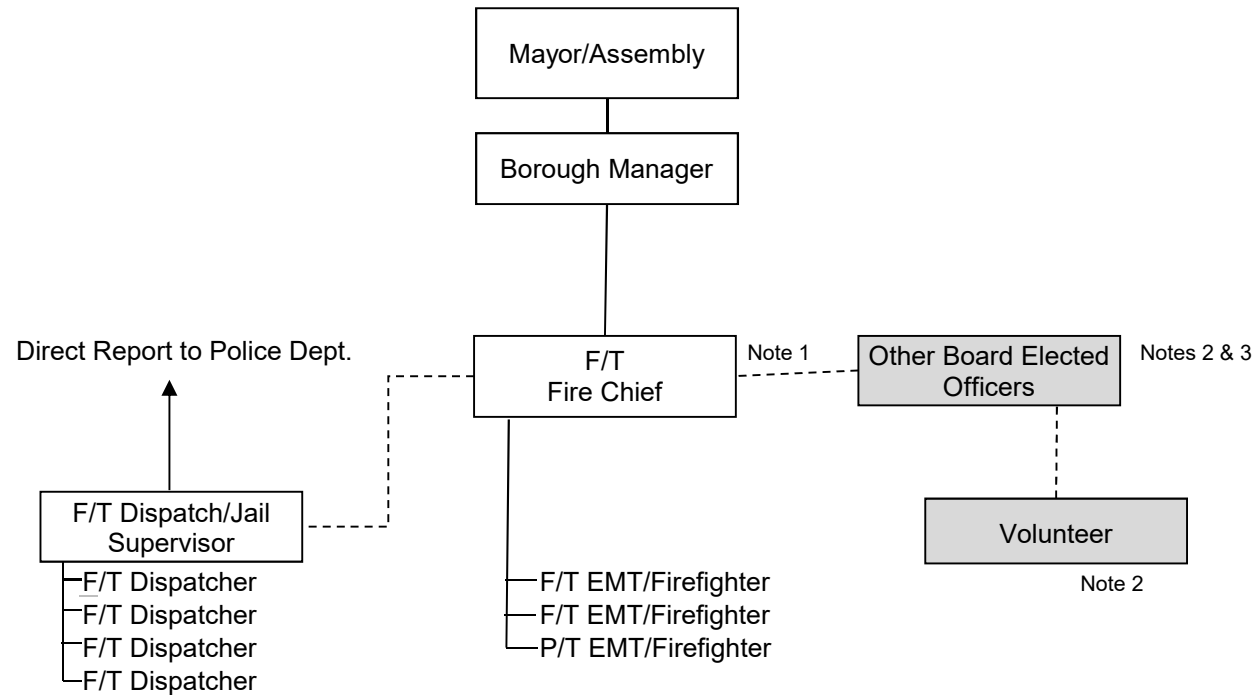 Mayor/Assembly
Borough Manager
Direct Report to Police Dept.
F/T
Fire Chief
Note 1
Other Board Elected
Officers
Notes 2 & 3
F/T Dispatch/Jail
Supervisor
Volunteer
Note 2
F/T Dispatcher
F/T Dispatcher
F/T Dispatcher
F/T Dispatcher
F/T EMT/Firefighter
F/T EMT/Firefighter
P/T EMT/Firefighter